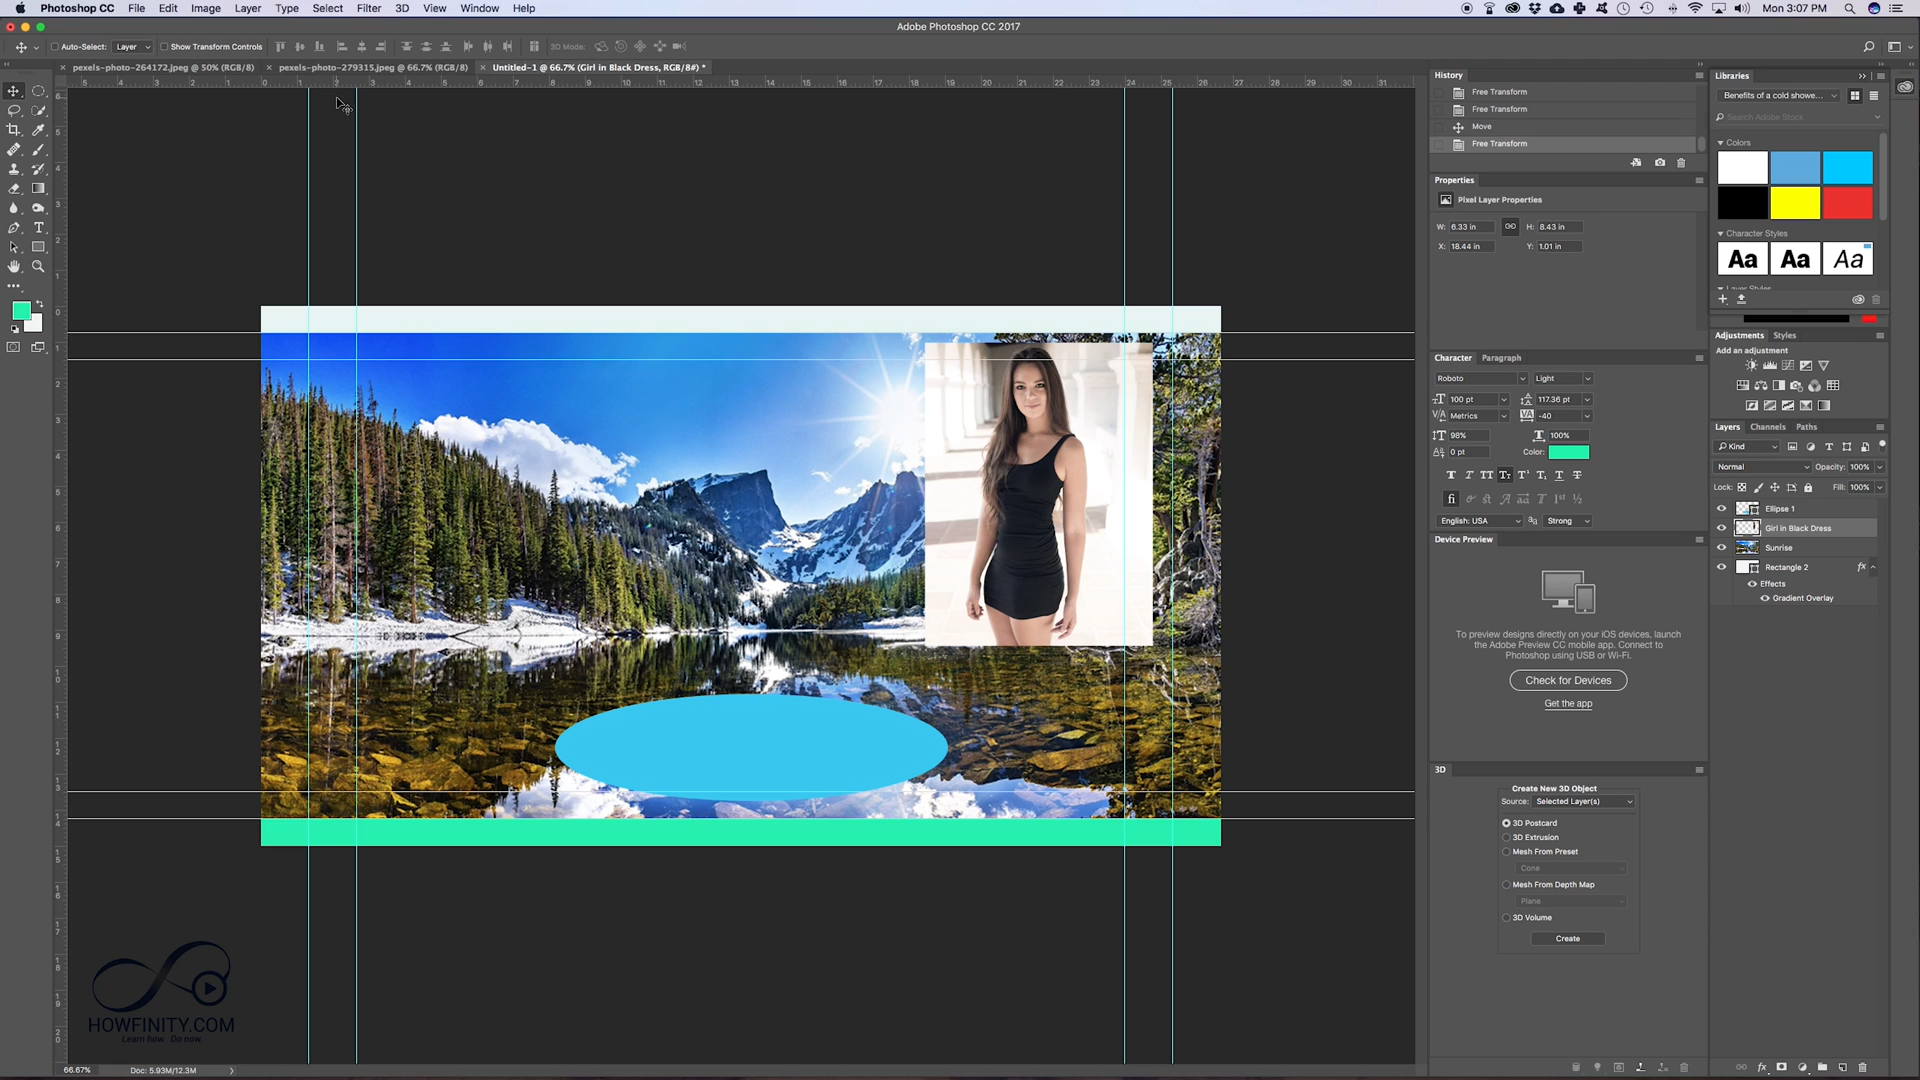 Photoshop CC File Edit Image Layer Type Select Filter 3D View Window Help Mon 3:07 PM
Adobe Photoshop CC 2017
Auto-Select: Layer Show Transform Controls 3D Mode:
pexels-photo-264172.jpeg @ 50% (RGB/8) pexels-photo-279315.jpeg @ 66.7% (RGB/8) Untitled-1 @ 66.7% (Girl in Black Dress, RGB/8#) *
History
Free Transform
Free Transform
Move
Free Transform
Properties
Pixel Layer Properties
W: 6.33 in H: 8.43 in
X: 18.44 in Y: 1.01 in
Character Paragraph
Roboto Light
100 pt 117.36 pt
Metrics -40
98% 100%
0 pt Color:
English: USA aa Strong
Device Preview
To preview designs directly on your iOS devices, launch
the Adobe Preview CC mobile app. Connect to
Photoshop using USB or Wi-Fi.
Check for Devices
Get the app
3D
Create New 3D Object
Source: Selected Layer(s)
3D Postcard
3D Extrusion
Mesh From Preset
Cone
Mesh From Depth Map
Plane
3D Volume
Create
Libraries
Benefits of a cold showe...
Search Adobe Stock
Colors
Character Styles
Aa Aa Aa
Layer Styles
Adjustments Styles
Add an adjustment
Layers Channels Paths
Kind
Normal Opacity: 100%
Lock: Fill: 100%
Ellipse 1
Girl in Black Dress
Sunrise
Rectangle 2 fx
Effects
Gradient Overlay
HOWFINITY.COM
Learn how. Do now.
66.67% Doc: 5.93M/12.3M